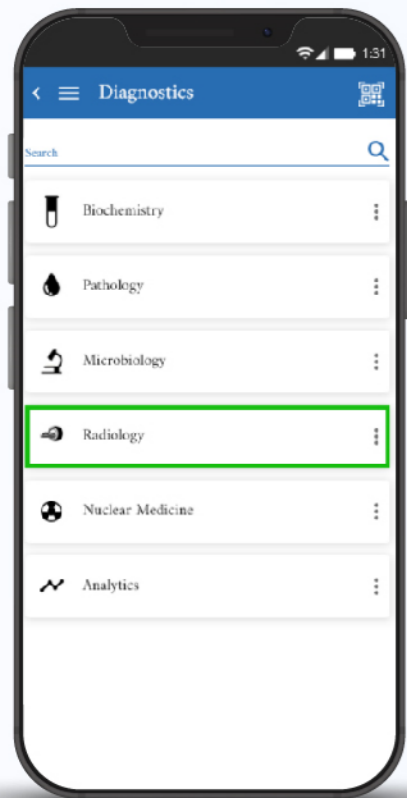 1:31
Diagnostics
Search
Biochemistry
Pathology
Microbiology
Radiology
Nuclear Medicine
Analytics